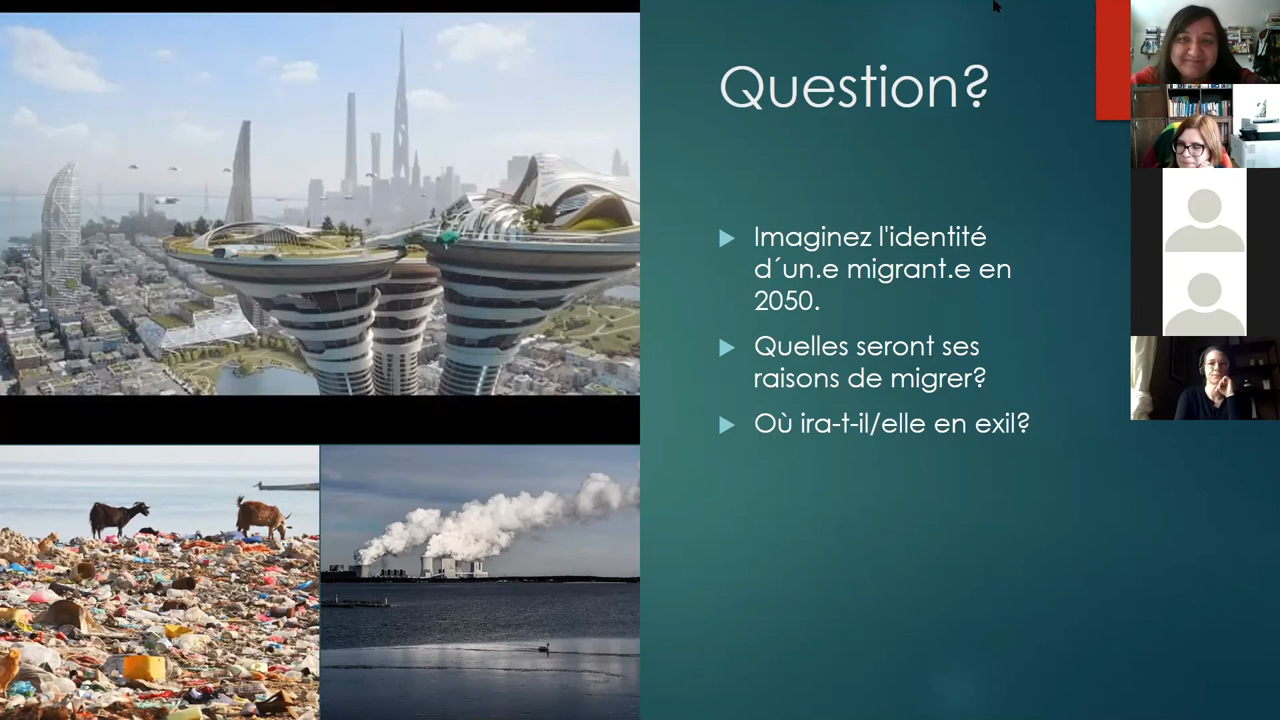 Question?
Imaginez l'identité
d´un.e migrant.e en
2050.
Quelles seront ses
raisons de migrer?
Où ira-t-il/elle en exil?